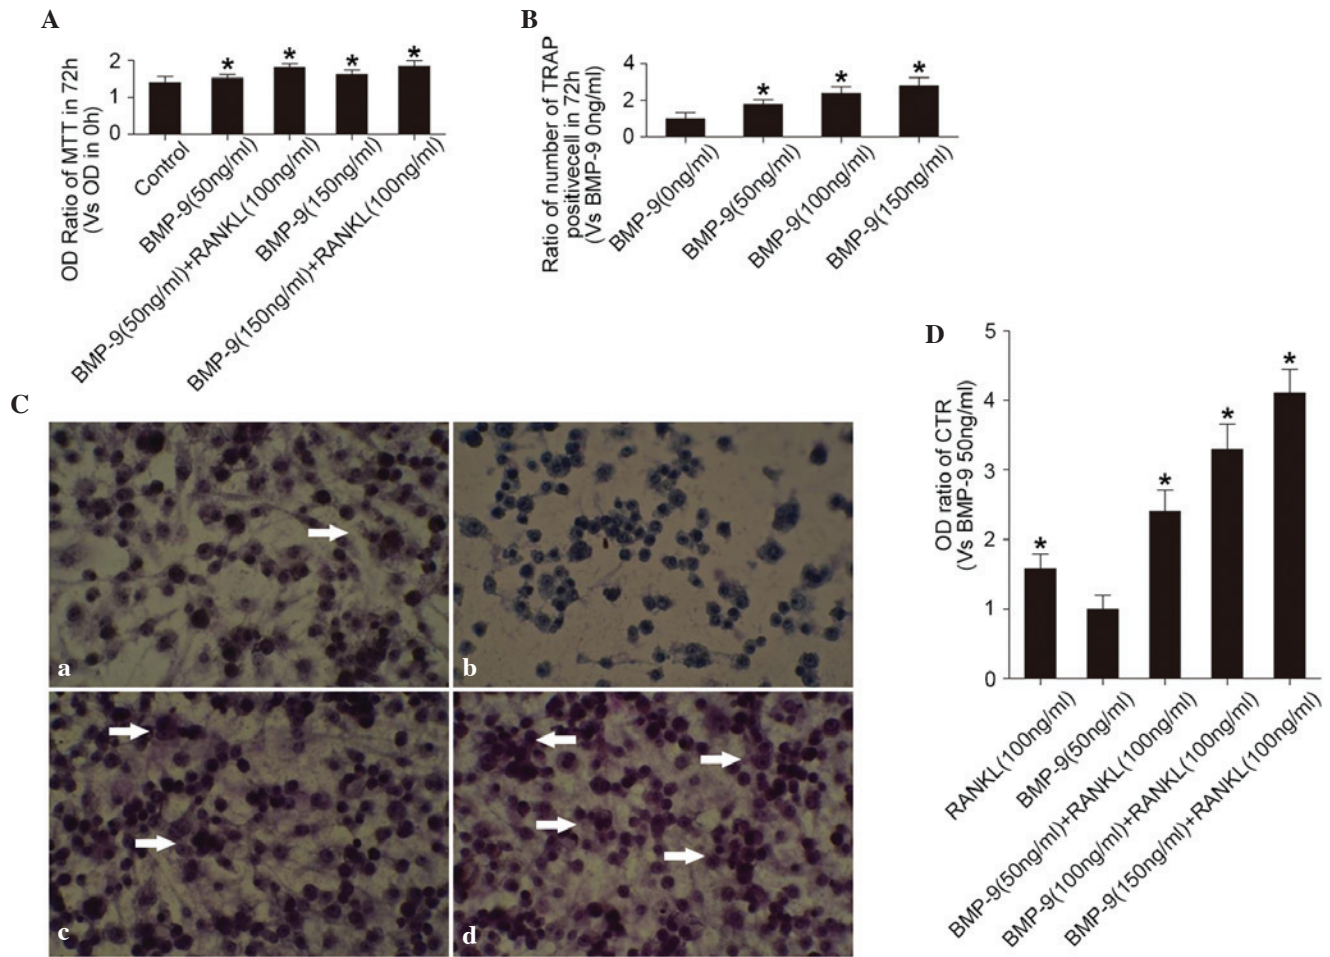 A
OD Ratio of MTT in 72h
(Vs OD in 0h)
2
1
0
*
*
*
*
Control
BMP-9(50ng/ml)
BMP-9(50ng/ml)+RANKL(100ng/ml)
BMP-9(150ng/ml)
BMP-9(150ng/ml)+RANKL(100ng/ml)
B
Ratio of number of TRAP
positivecell in 72h
(Vs BMP-9 0ng/ml)
4
2
0
*
*
*
BMP-9(0ng/ml)
BMP-9(50ng/ml)
BMP-9(100ng/ml)
BMP-9(150ng/ml)
C
a
b
c
d
D
OD ratio of CTR
(Vs BMP-9 50ng/ml)
5
4
3
2
1
0
*
*
*
*
RANKL(100ng/ml)
BMP-9(50ng/ml)
BMP-9(50ng/ml)+RANKL(100ng/ml)
BMP-9(100ng/ml)+RANKL(100ng/ml)
BMP-9(150ng/ml)+RANKL(100ng/ml)